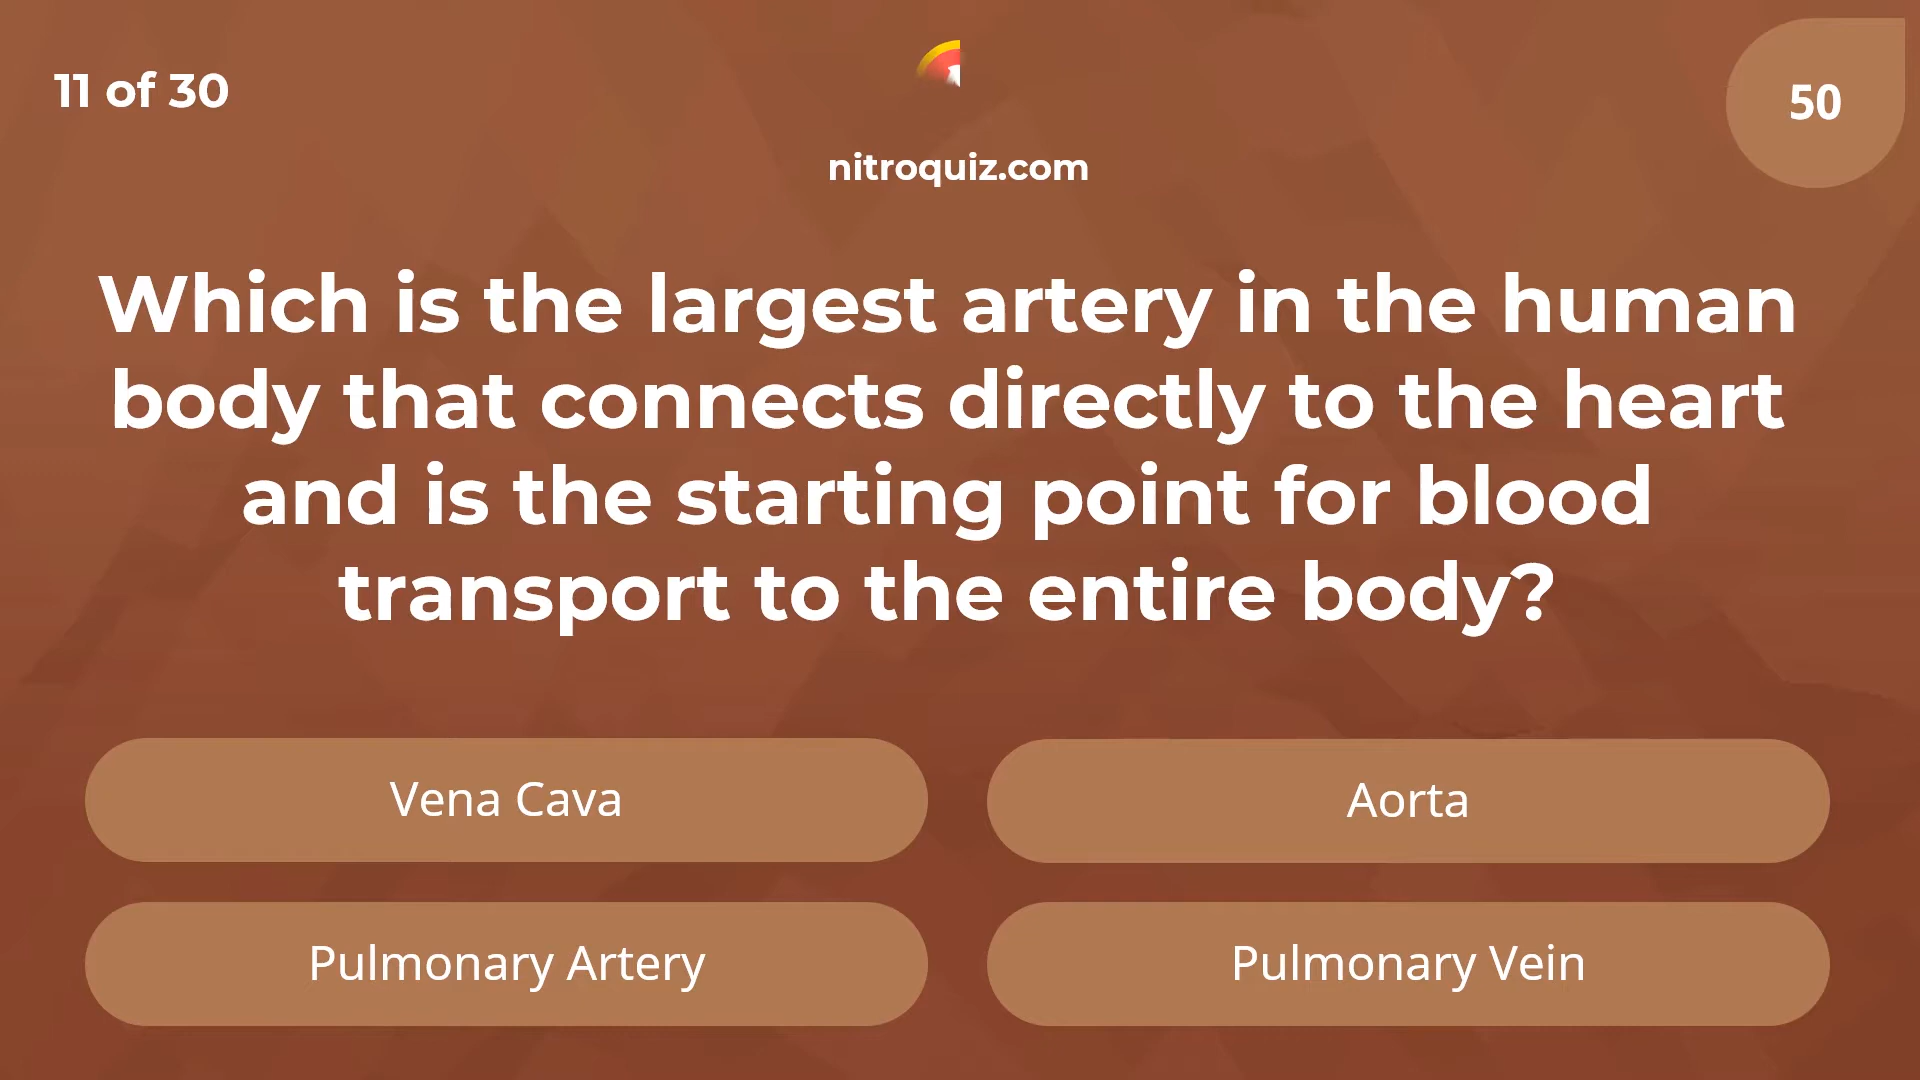 11 of 30
50
nitroquiz.com
Which is the largest artery in the human
body that connects directly to the heart
and is the starting point for blood
transport to the entire body?
Vena Cava
Aorta
Pulmonary Artery
Pulmonary Vein